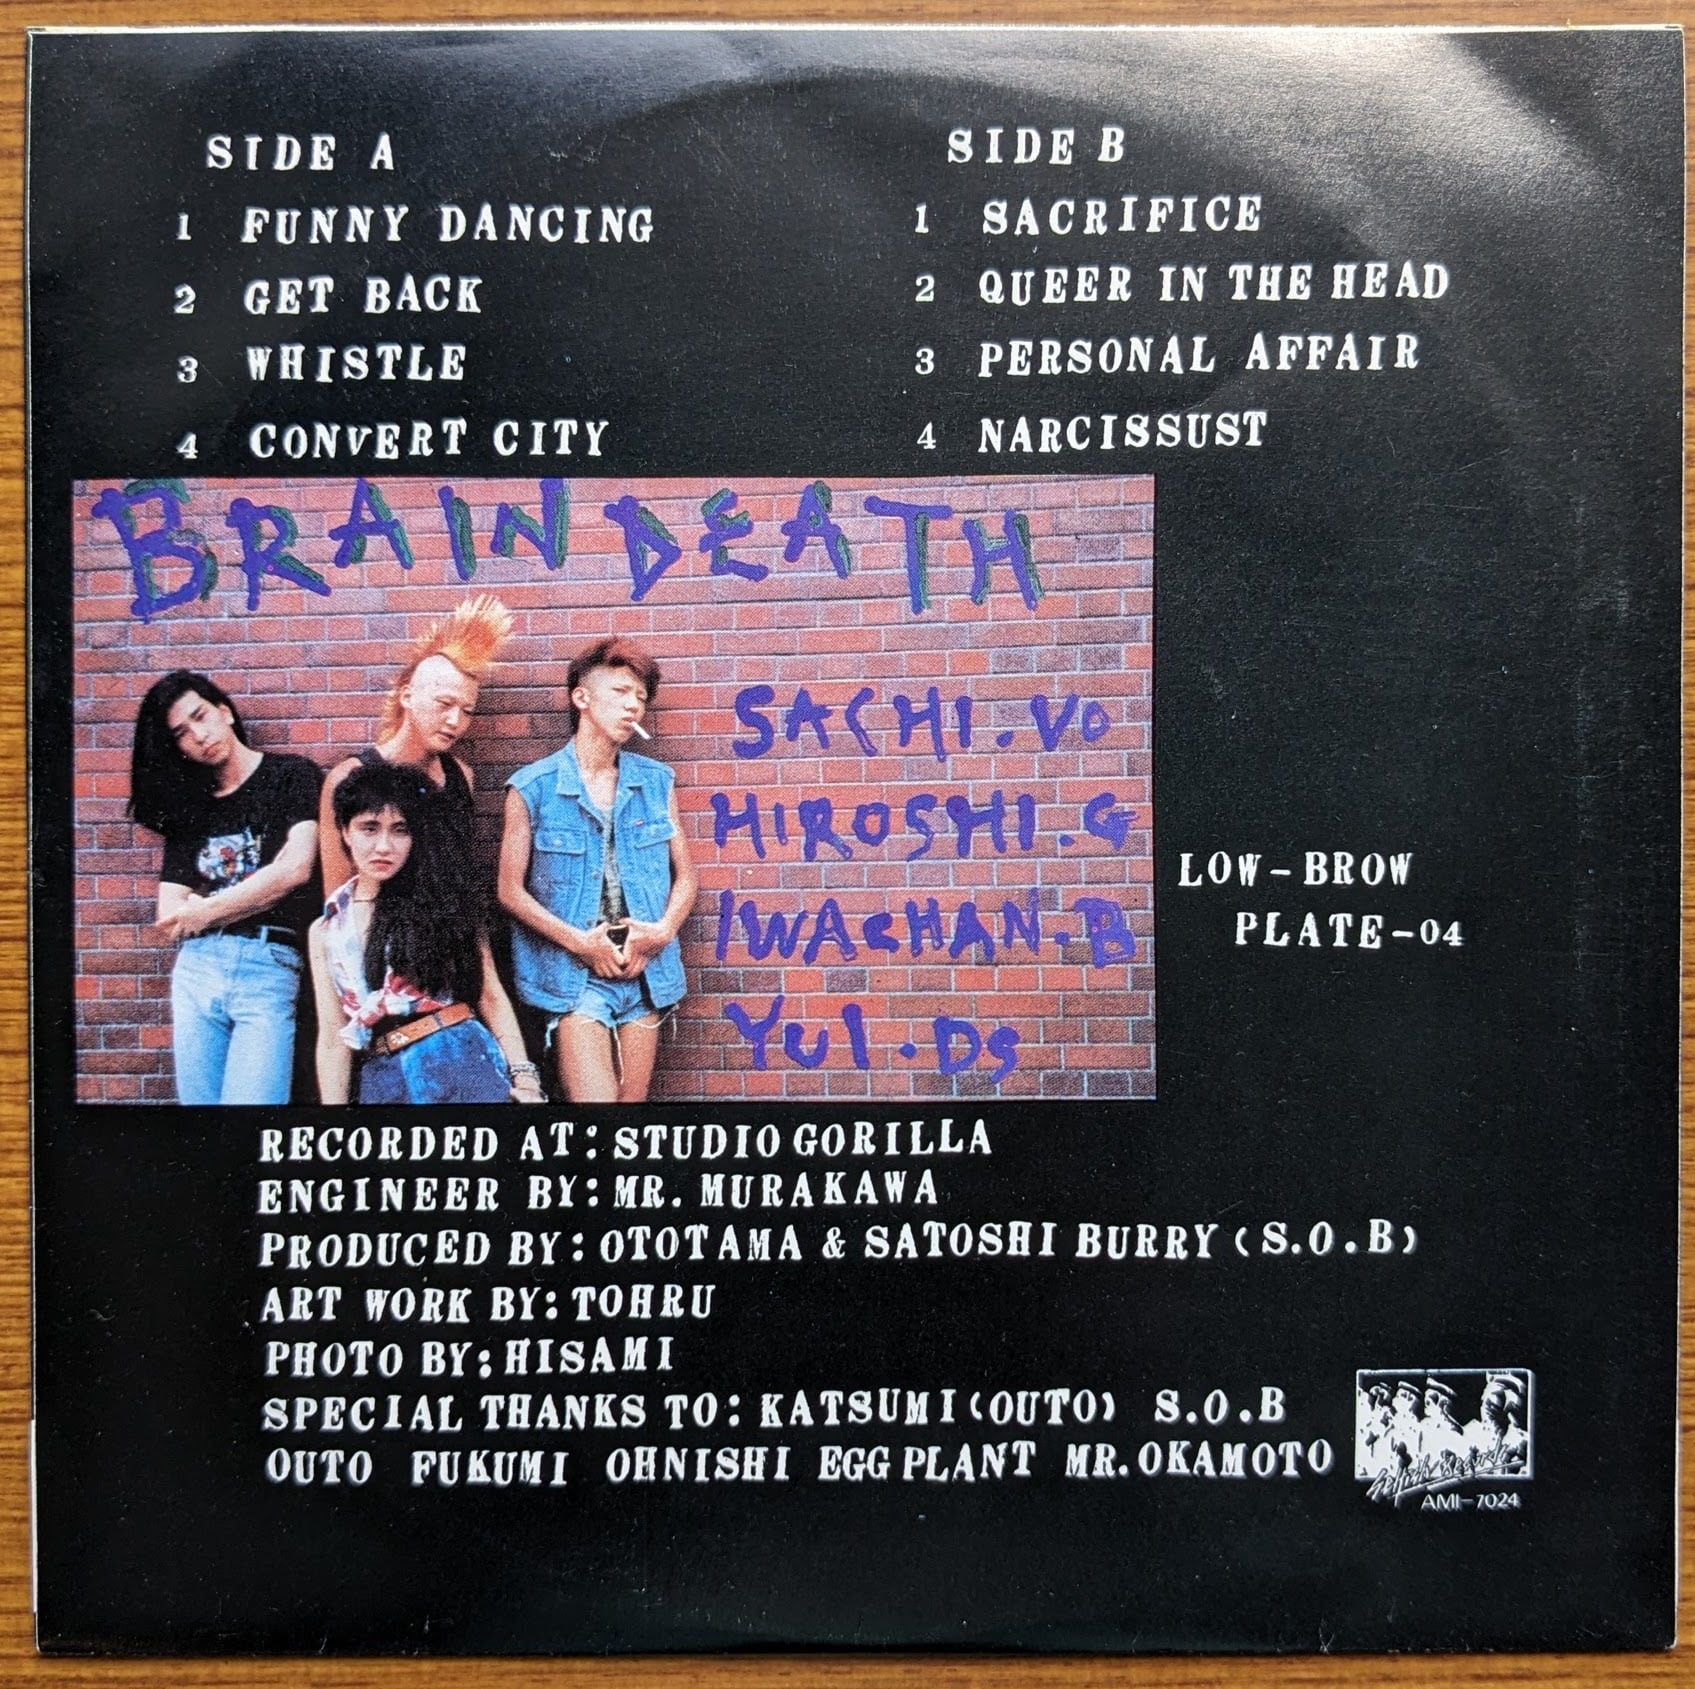 SIDE A
1 FUNNY DANCING
2 GET BACK
3 WHISTLE
4 CONVERT CITY
SIDE B
1 SACRIFICE
2 QUEER IN THE HEAD
3 PERSONAL AFFAIR
4 NARCISSUST
BRAIN DEATH
SACHI.VO
HIROSHI.G
IWACHAN.B
YUI.DS
LOW-BROW
PLATE-04
RECORDED AT: STUDIO GORILLA
ENGINEER BY: MR. MURAKAWA
PRODUCED BY: OTOTAMA & SATOSHI BURRY (S.O.B)
ART WORK BY: TOHRU
PHOTO BY: HISAMI
SPECIAL THANKS TO: KATSUMI (OUTO) S.O.B
OUTO FUKUMI OHNISHI EGG PLANT MR. OKAMOTO
Selfish Records
AMI-7024